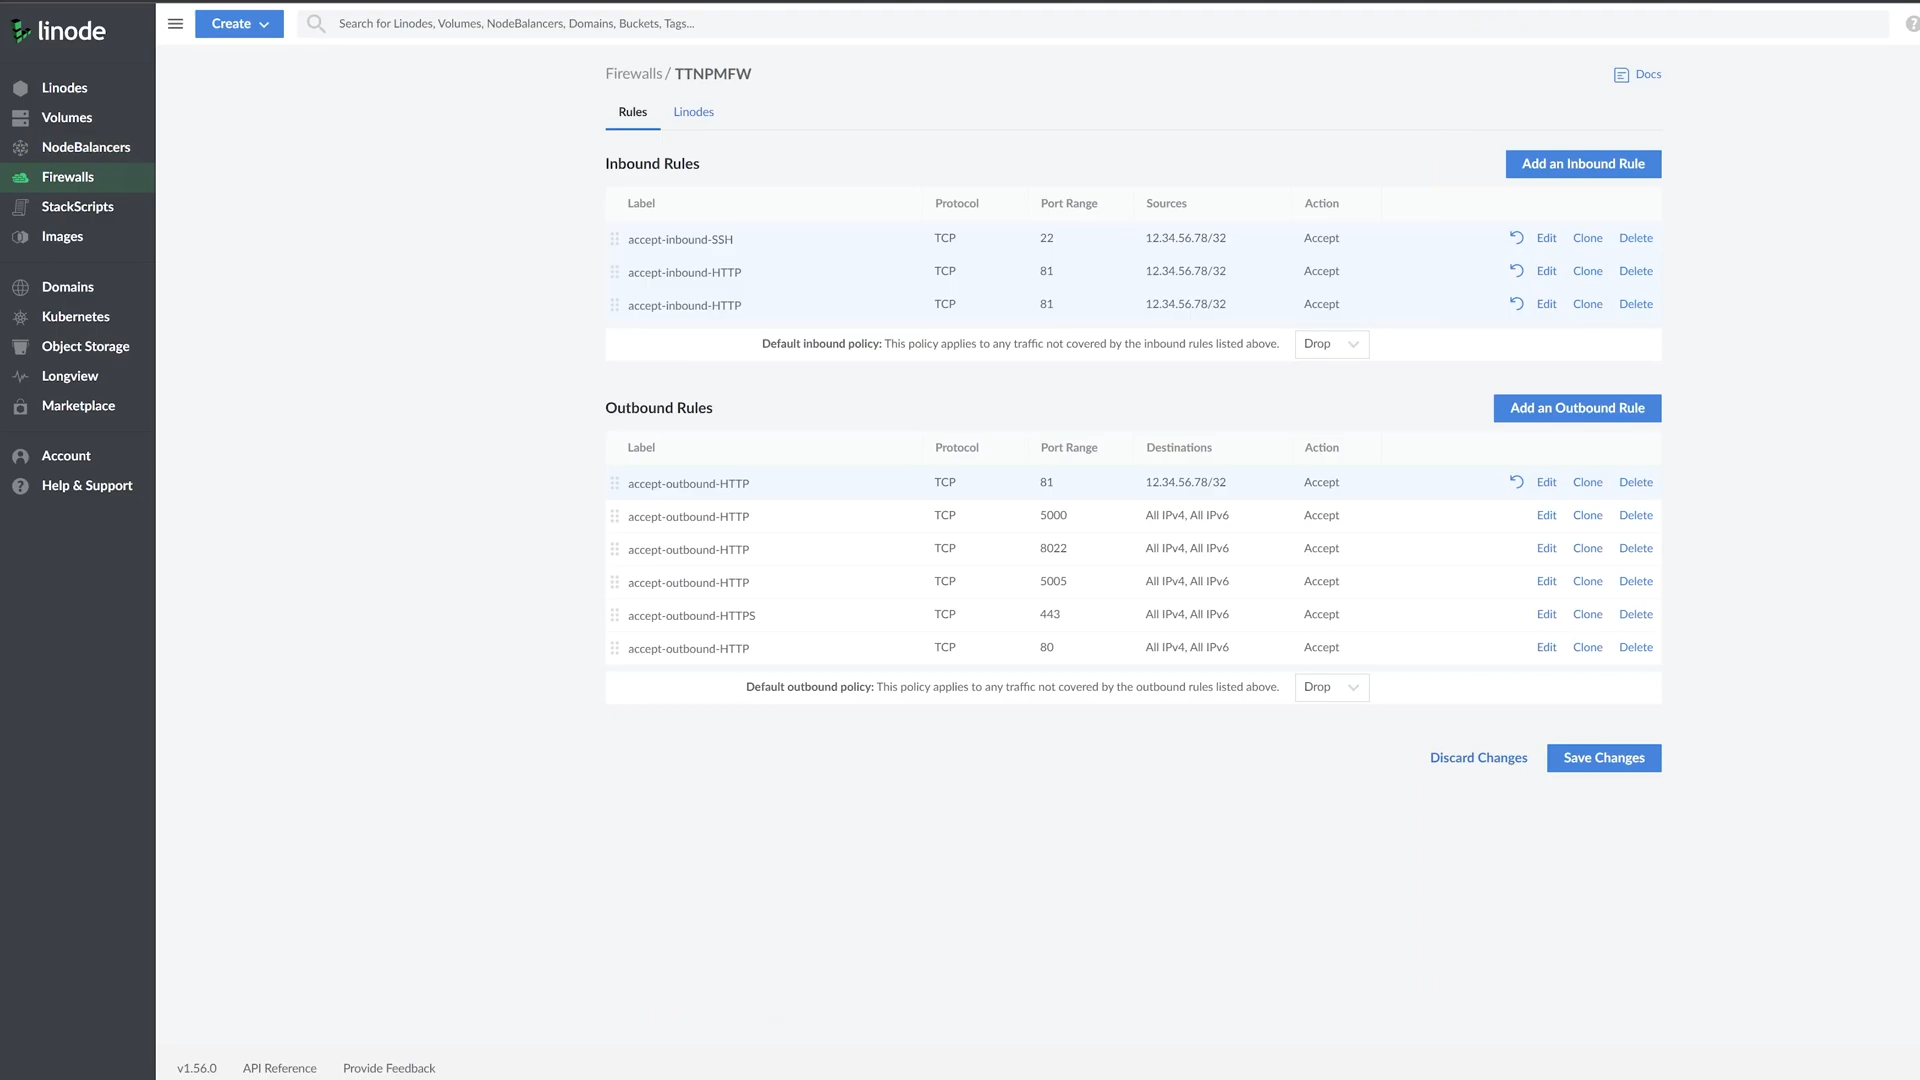 linode
Create
Search for Linodes, Volumes, NodeBalancers, Domains, Buckets, Tags...
Linodes
Volumes
NodeBalancers
Firewalls
StackScripts
Images
Domains
Kubernetes
Object Storage
Longview
Marketplace
Account
Help & Support
Firewalls / TTNPMFW
Docs
Rules Linodes
Inbound Rules
Add an Inbound Rule
Label Protocol Port Range Sources Action
accept-inbound-SSH TCP 22 12.34.56.78/32 Accept Edit Clone Delete
accept-inbound-HTTP TCP 81 12.34.56.78/32 Accept Edit Clone Delete
accept-inbound-HTTP TCP 81 12.34.56.78/32 Accept Edit Clone Delete
Default inbound policy: This policy applies to any traffic not covered by the inbound rules listed above. Drop
Outbound Rules
Add an Outbound Rule
Label Protocol Port Range Destinations Action
accept-outbound-HTTP TCP 81 12.34.56.78/32 Accept Edit Clone Delete
accept-outbound-HTTP TCP 5000 All IPv4, All IPv6 Accept Edit Clone Delete
accept-outbound-HTTP TCP 8022 All IPv4, All IPv6 Accept Edit Clone Delete
accept-outbound-HTTP TCP 5005 All IPv4, All IPv6 Accept Edit Clone Delete
accept-outbound-HTTPS TCP 443 All IPv4, All IPv6 Accept Edit Clone Delete
accept-outbound-HTTP TCP 80 All IPv4, All IPv6 Accept Edit Clone Delete
Default outbound policy: This policy applies to any traffic not covered by the outbound rules listed above. Drop
Discard Changes Save Changes
v1.56.0 API Reference Provide Feedback